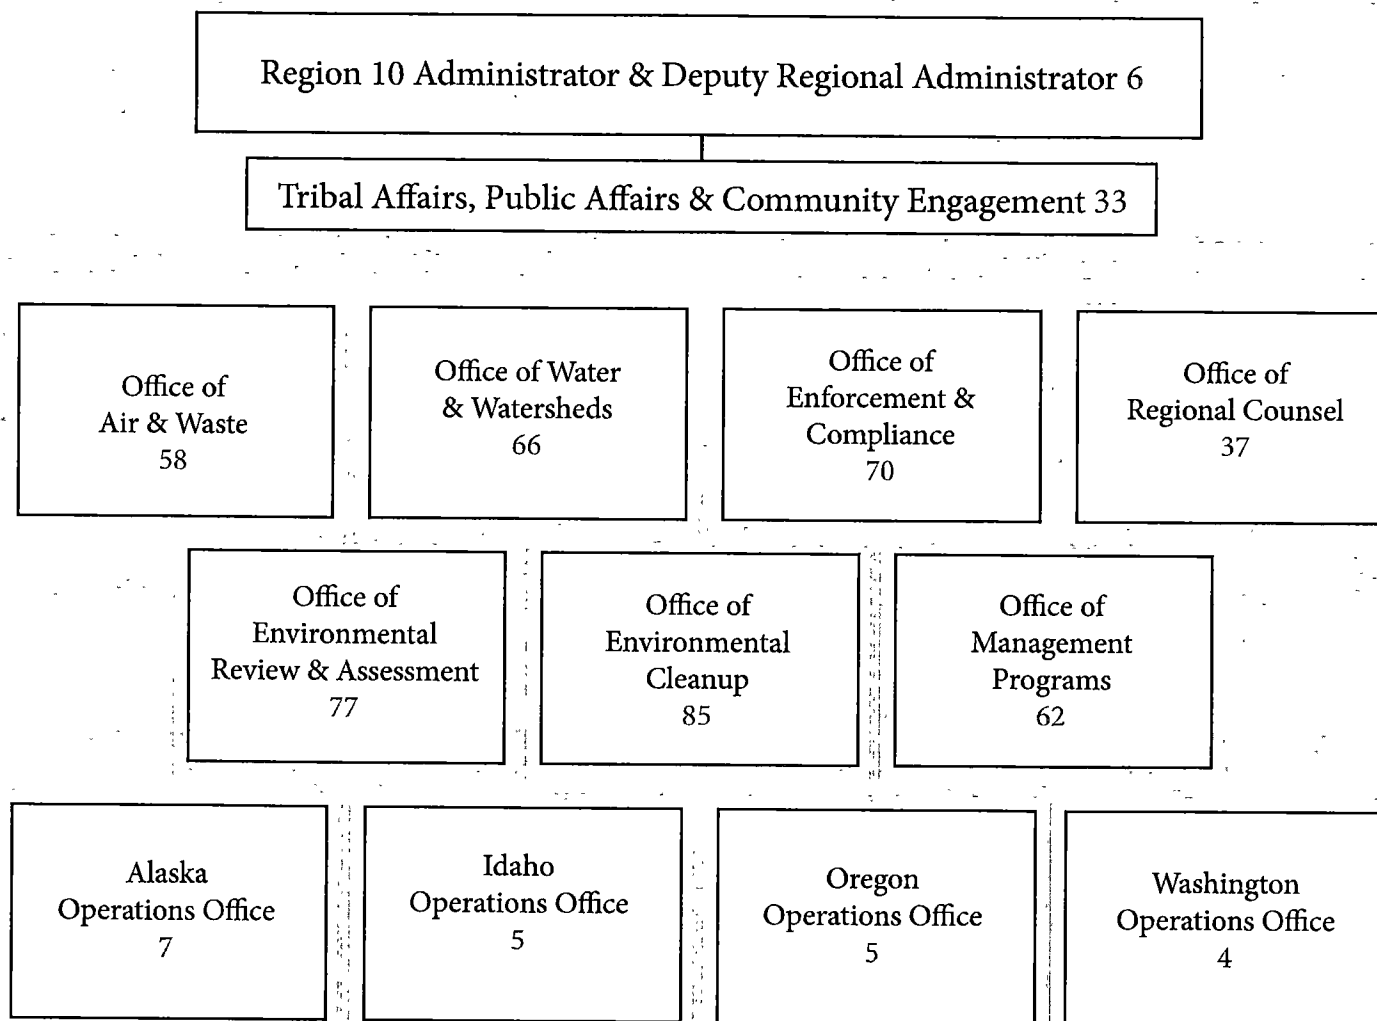 Region 10 Administrator & Deputy Regional Administrator 6
Tribal Affairs, Public Affairs & Community Engagement 33
Office of
Air & Waste
58
Office of Water
& Watersheds
66
Office of
Enforcement &
Compliance
70
Office of
Regional Counsel
37
Office of
Environmental
Review & Assessment
77
Office of
Environmental
Cleanup
85
Office of
Management
Programs
62
Alaska
Operations Office
7
Idaho
Operations Office
5
Oregon
Operations Office
5
Washington
Operations Office
4